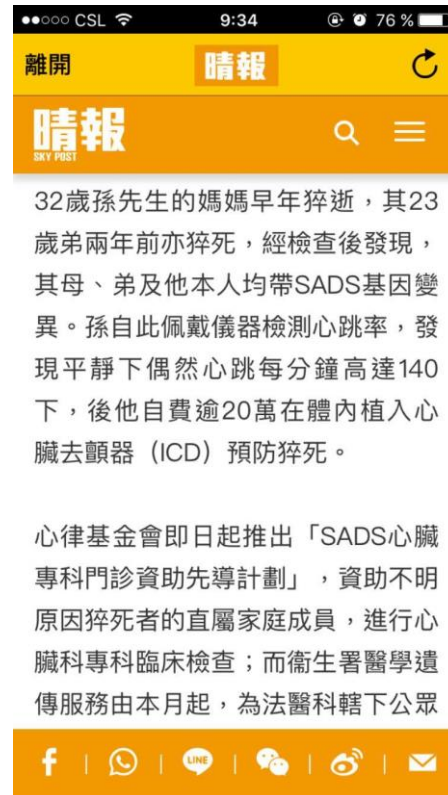 CSL 9:34 76 %
離開 晴報
晴報
SKY POST
32歲孫先生的媽媽早年猝逝，其23
歲弟兩年前亦猝死，經檢查後發現，
其母、弟及他本人均帶SADS基因變
異。孫自此佩戴儀器檢測心跳率，發
現平靜下偶然心跳每分鐘高達140
下，後他自費逾20萬在體內植入心
臟去顫器（ICD）預防猝死。
心律基金會即日起推出「SADS心臟
專科門診資助先導計劃」，資助不明
原因猝死者的直屬家庭成員，進行心
臟科專科臨床檢查；而衞生署醫學遺
傳服務由本月起，為法醫科轄下公眾
f LINE